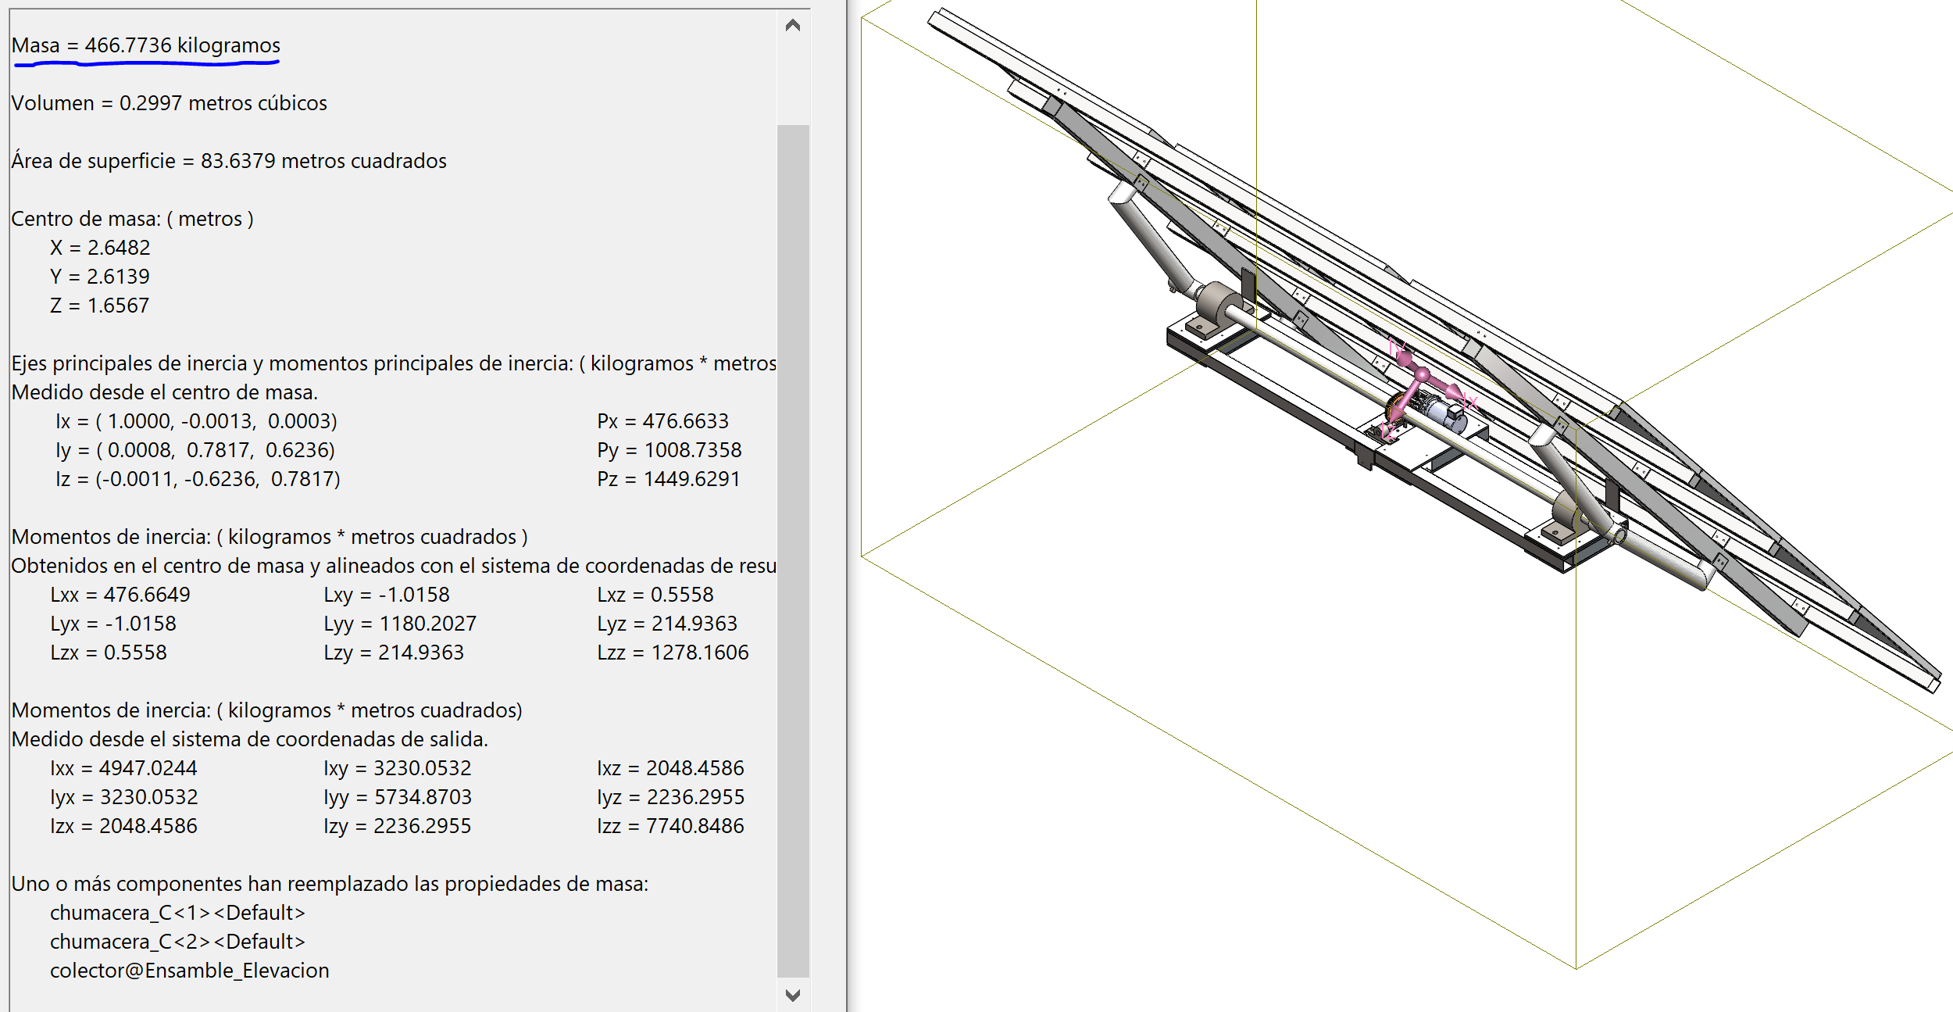 Masa = 466.7736 kilogramos
Volumen = 0.2997 metros cúbicos
Área de superficie = 83.6379 metros cuadrados
Centro de masa: ( metros )
X = 2.6482
Y = 2.6139
Z = 1.6567
Ejes principales de inercia y momentos principales de inercia: ( kilogramos * metros
Medido desde el centro de masa.
Ix = ( 1.0000, -0.0013, 0.0003) Px = 476.6633
Iy = ( 0.0008, 0.7817, 0.6236) Py = 1008.7358
Iz = (-0.0011, -0.6236, 0.7817) Pz = 1449.6291
Momentos de inercia: ( kilogramos * metros cuadrados )
Obtenidos en el centro de masa y alineados con el sistema de coordenadas de resu
Lxx = 476.6649 Lxy = -1.0158 Lxz = 0.5558
Lyx = -1.0158 Lyy = 1180.2027 Lyz = 214.9363
Lzx = 0.5558 Lzy = 214.9363 Lzz = 1278.1606
Momentos de inercia: ( kilogramos * metros cuadrados)
Medido desde el sistema de coordenadas de salida.
Ixx = 4947.0244 Ixy = 3230.0532 Ixz = 2048.4586
Iyx = 3230.0532 Iyy = 5734.8703 Iyz = 2236.2955
Izx = 2048.4586 Izy = 2236.2955 Izz = 7740.8486
Uno o más componentes han reemplazado las propiedades de masa:
chumacera_C<1><Default>
chumacera_C<2><Default>
colector@Ensamble_Elevacion
Ix